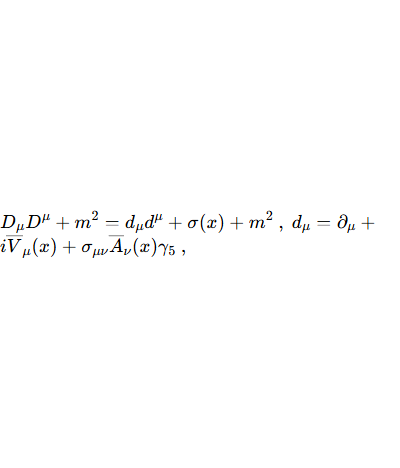 $D_\mu D^\mu + m^2 = d_\mu d^\mu + \sigma(x) + m^2 \ , \ d_\mu = \partial_\mu +$
$i\overline{V}_\mu(x) + \sigma_{\mu\nu}\overline{A}_\nu(x)\gamma_5 \ ,$